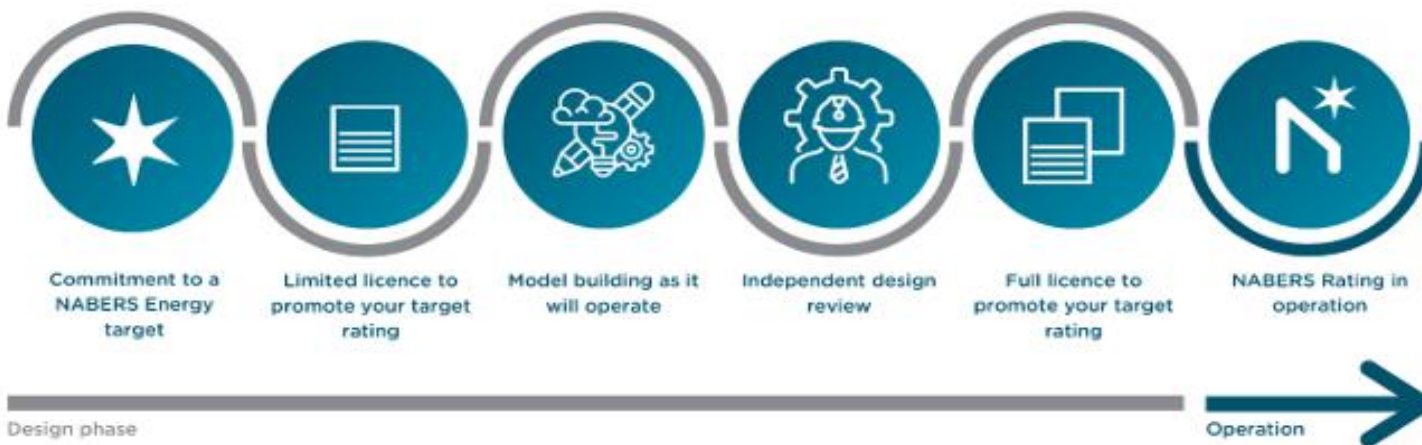 Commitment to a
NABERS Energy
target
Limited licence to
promote your target
rating
Model building as it
will operate
Independent design
review
Full licence to
promote your target
rating
NABERS Rating in
operation
Design phase
Operation